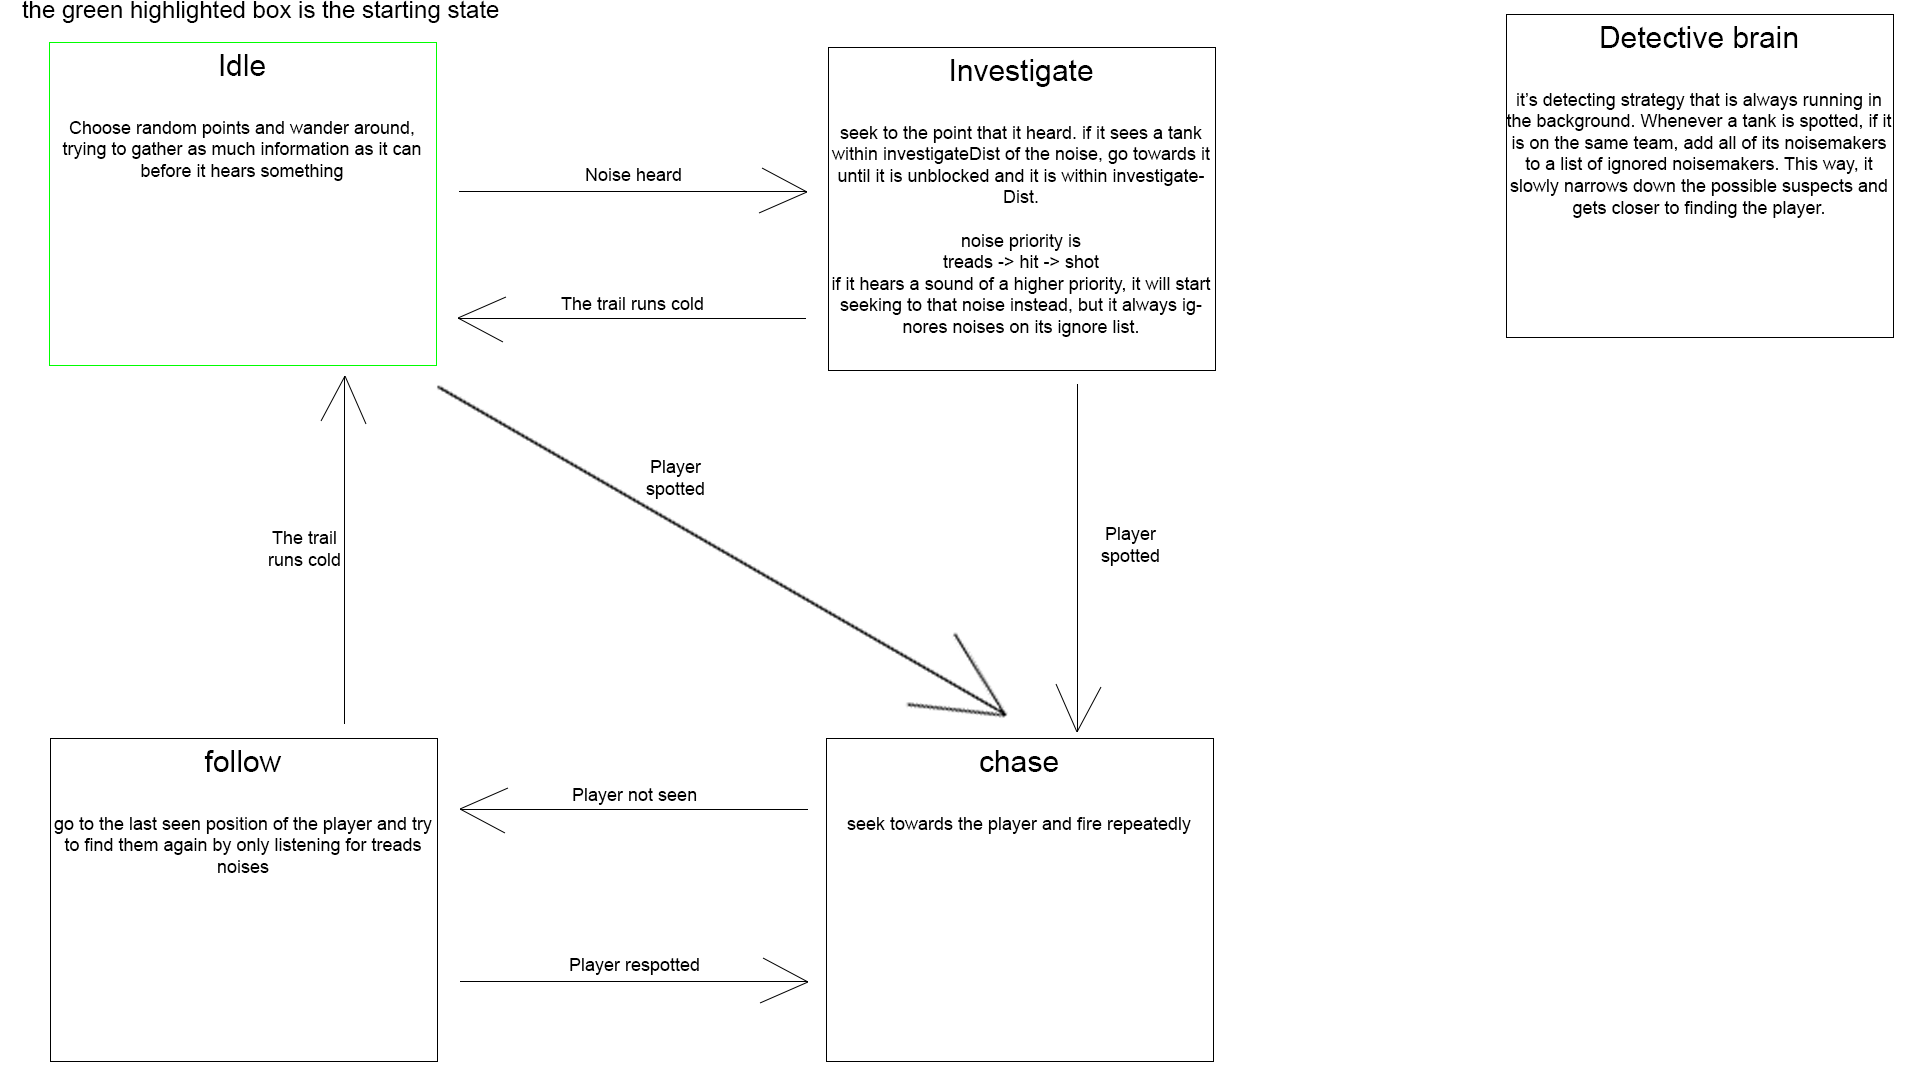 the green highlighted box is the starting state
Idle
Choose random points and wander around,
trying to gather as much information as it can
before it hears something
Noise heard
The trail runs cold
Investigate
seek to the point that it heard. if it sees a tank
within investigateDist of the noise, go towards it
until it is unblocked and it is within investigate-
Dist.
noise priority is
treads -> hit -> shot
if it hears a sound of a higher priority, it will start
seeking to that noise instead, but it always ig-
nores noises on its ignore list.
Detective brain
it's detecting strategy that is always running in
the background. Whenever a tank is spotted, if it
is on the same team, add all of its noisemakers
to a list of ignored noisemakers. This way, it
slowly narrows down the possible suspects and
gets closer to finding the player.
The trail
runs cold
Player
spotted
Player
spotted
follow
go to the last seen position of the player and try
to find them again by only listening for treads
noises
Player not seen
Player respotted
chase
seek towards the player and fire repeatedly